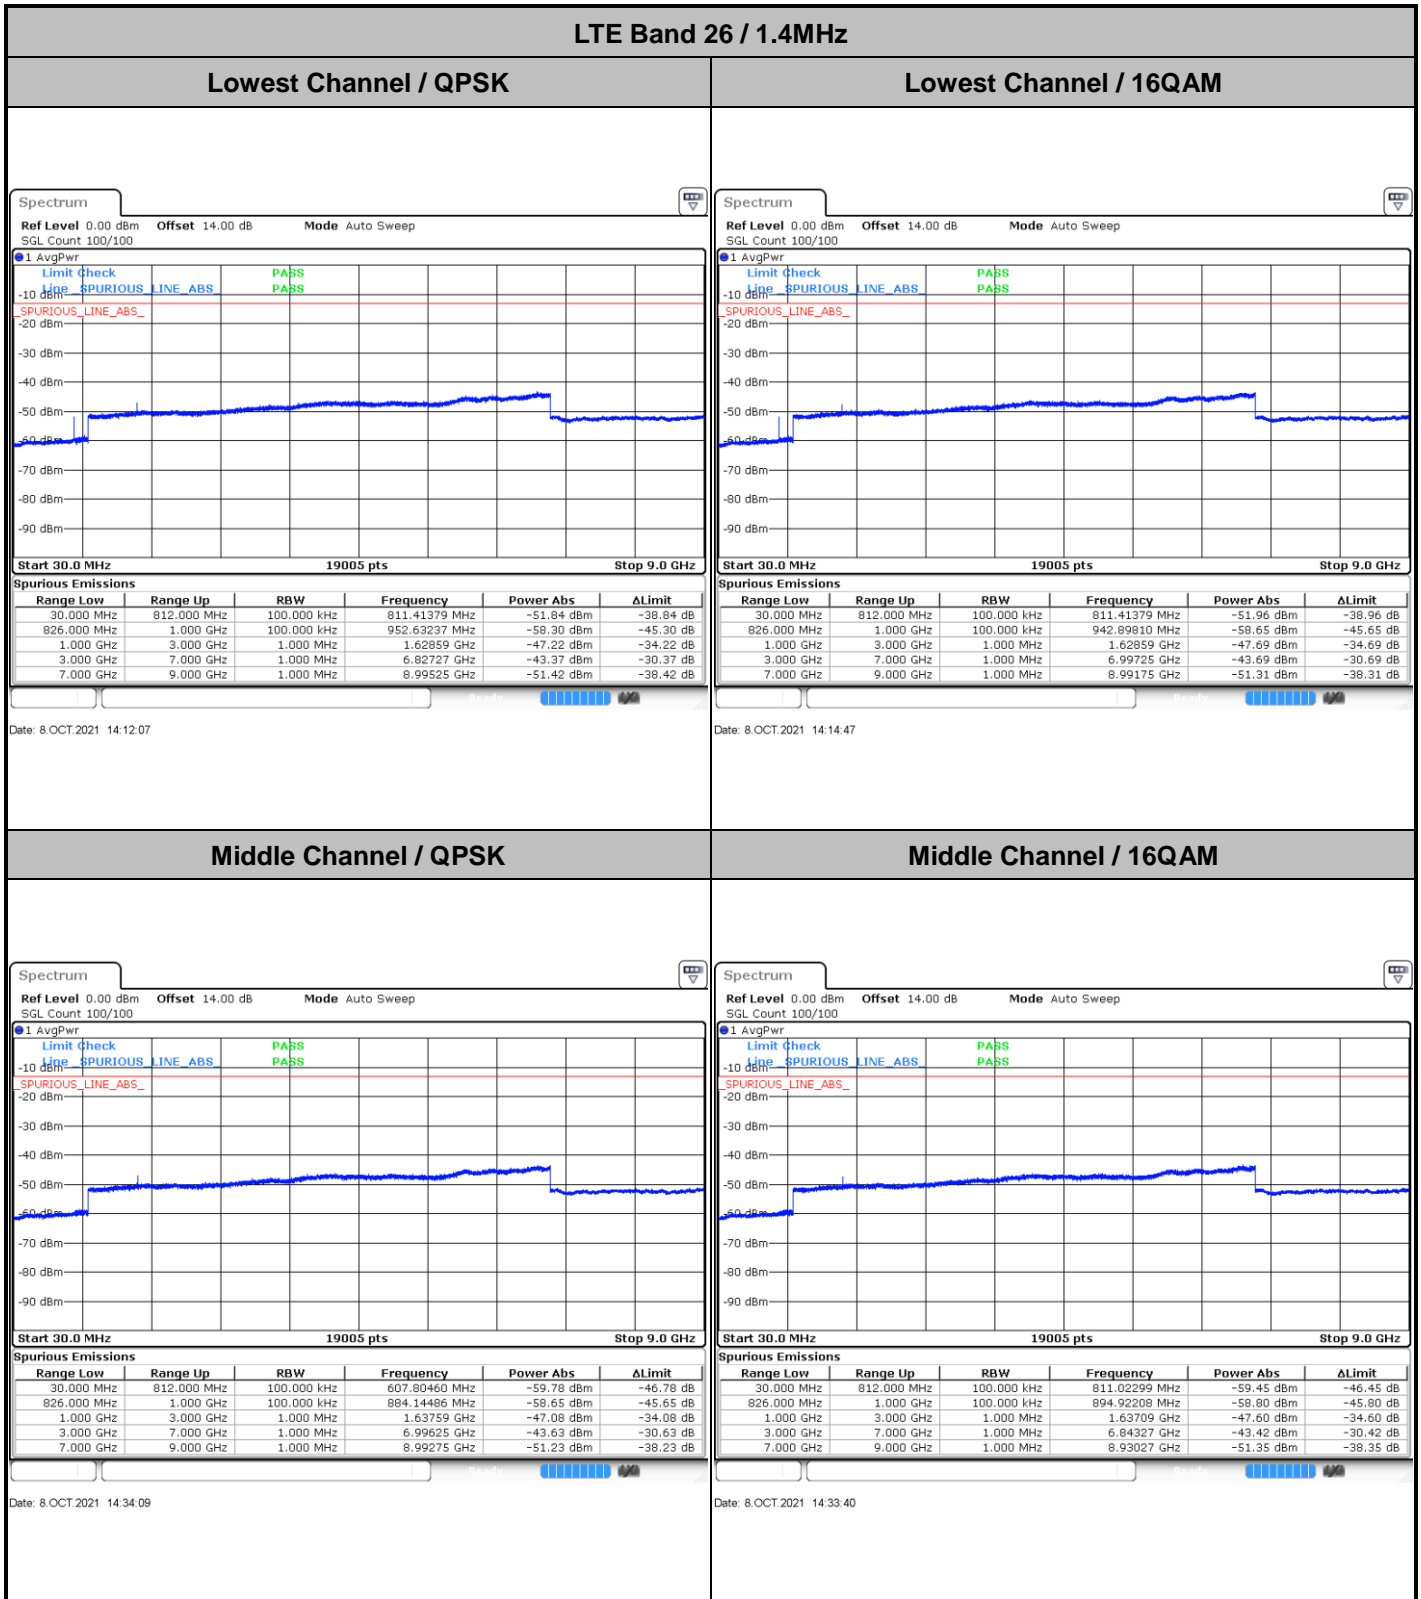 LTE Band 26 / 1.4MHz
Lowest Channel / QPSK
Lowest Channel / 16QAM
Spectrum
Ref Level 0.00 dBm Offset 14.00 dB Mode Auto Sweep
SGL Count 100/100
1 AvgPwr
Limit Check PASS
Line _SPURIOUS_LINE_ABS_ PASS
-10 dBm
_SPURIOUS_LINE_ABS_
-20 dBm
-30 dBm
-40 dBm
-50 dBm
-60 dBm
-70 dBm
-80 dBm
-90 dBm
Start 30.0 MHz 19005 pts Stop 9.0 GHz
Spurious Emissions
Range Low Range Up RBW Frequency Power Abs ΔLimit
30.000 MHz 812.000 MHz 100.000 kHz 811.41379 MHz -51.84 dBm -38.84 dB
826.000 MHz 1.000 GHz 100.000 kHz 952.63237 MHz -58.30 dBm -45.30 dB
1.000 GHz 3.000 GHz 1.000 MHz 1.62859 GHz -47.22 dBm -34.22 dB
3.000 GHz 7.000 GHz 1.000 MHz 6.82727 GHz -43.37 dBm -30.37 dB
7.000 GHz 9.000 GHz 1.000 MHz 8.99525 GHz -51.42 dBm -38.42 dB
Date: 8.OCT.2021 14:12:07
Spectrum
Ref Level 0.00 dBm Offset 14.00 dB Mode Auto Sweep
SGL Count 100/100
1 AvgPwr
Limit Check PASS
Line _SPURIOUS_LINE_ABS_ PASS
-10 dBm
_SPURIOUS_LINE_ABS_
-20 dBm
-30 dBm
-40 dBm
-50 dBm
-60 dBm
-70 dBm
-80 dBm
-90 dBm
Start 30.0 MHz 19005 pts Stop 9.0 GHz
Spurious Emissions
Range Low Range Up RBW Frequency Power Abs ΔLimit
30.000 MHz 812.000 MHz 100.000 kHz 811.41379 MHz -51.96 dBm -38.96 dB
826.000 MHz 1.000 GHz 100.000 kHz 942.89810 MHz -58.65 dBm -45.65 dB
1.000 GHz 3.000 GHz 1.000 MHz 1.62859 GHz -47.69 dBm -34.69 dB
3.000 GHz 7.000 GHz 1.000 MHz 6.99725 GHz -43.69 dBm -30.69 dB
7.000 GHz 9.000 GHz 1.000 MHz 8.99175 GHz -51.31 dBm -38.31 dB
Date: 8.OCT.2021 14:14:47
Middle Channel / QPSK
Middle Channel / 16QAM
Spectrum
Ref Level 0.00 dBm Offset 14.00 dB Mode Auto Sweep
SGL Count 100/100
1 AvgPwr
Limit Check PASS
Line _SPURIOUS_LINE_ABS_ PASS
-10 dBm
_SPURIOUS_LINE_ABS_
-20 dBm
-30 dBm
-40 dBm
-50 dBm
-60 dBm
-70 dBm
-80 dBm
-90 dBm
Start 30.0 MHz 19005 pts Stop 9.0 GHz
Spurious Emissions
Range Low Range Up RBW Frequency Power Abs ΔLimit
30.000 MHz 812.000 MHz 100.000 kHz 607.80460 MHz -59.78 dBm -46.78 dB
826.000 MHz 1.000 GHz 100.000 kHz 884.14486 MHz -58.65 dBm -45.65 dB
1.000 GHz 3.000 GHz 1.000 MHz 1.63759 GHz -47.08 dBm -34.08 dB
3.000 GHz 7.000 GHz 1.000 MHz 6.99625 GHz -43.63 dBm -30.63 dB
7.000 GHz 9.000 GHz 1.000 MHz 8.99275 GHz -51.23 dBm -38.23 dB
Date: 8.OCT.2021 14:34:09
Spectrum
Ref Level 0.00 dBm Offset 14.00 dB Mode Auto Sweep
SGL Count 100/100
1 AvgPwr
Limit Check PASS
Line _SPURIOUS_LINE_ABS_ PASS
-10 dBm
_SPURIOUS_LINE_ABS_
-20 dBm
-30 dBm
-40 dBm
-50 dBm
-60 dBm
-70 dBm
-80 dBm
-90 dBm
Start 30.0 MHz 19005 pts Stop 9.0 GHz
Spurious Emissions
Range Low Range Up RBW Frequency Power Abs ΔLimit
30.000 MHz 812.000 MHz 100.000 kHz 811.02299 MHz -59.45 dBm -46.45 dB
826.000 MHz 1.000 GHz 100.000 kHz 894.92208 MHz -58.80 dBm -45.80 dB
1.000 GHz 3.000 GHz 1.000 MHz 1.63709 GHz -47.60 dBm -34.60 dB
3.000 GHz 7.000 GHz 1.000 MHz 6.84327 GHz -43.42 dBm -30.42 dB
7.000 GHz 9.000 GHz 1.000 MHz 8.93027 GHz -51.35 dBm -38.35 dB
Date: 8.OCT.2021 14:33:40